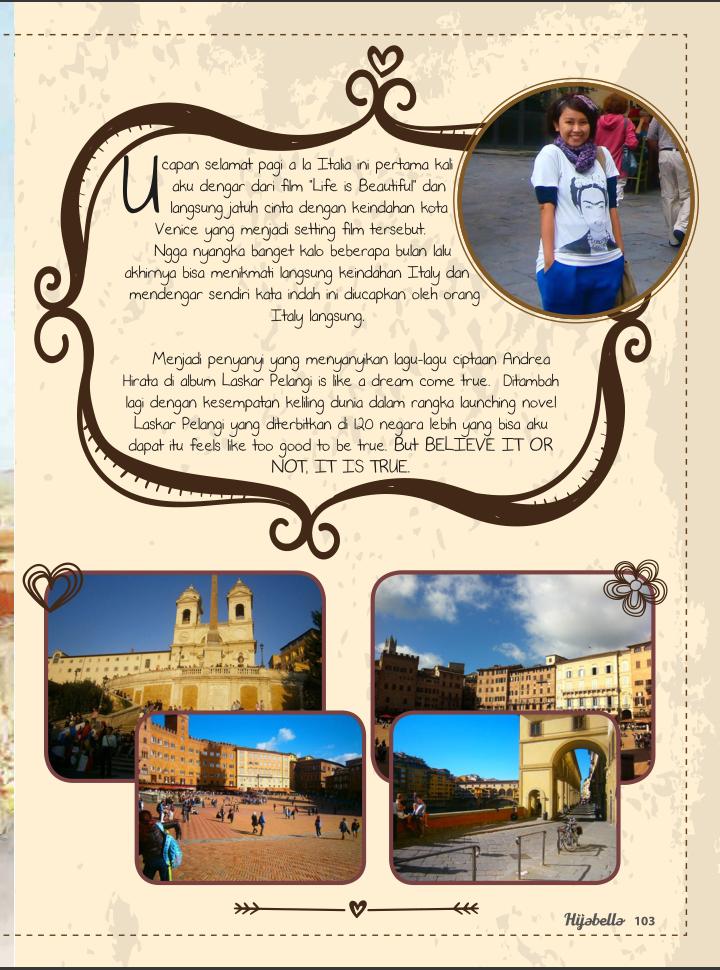 Ucapan selamat pagi a la Italia ini pertama kali
aku dengar dari film "Life is Beautiful" dan
langsung jatuh cinta dengan keindahan kota
Venice yang menjadi setting film tersebut.
Ngga nyangka banget kalo beberapa bulan lalu
akhirnya bisa menikmati langsung keindahan Italy dan
mendengar sendiri kata indah ini diucapkan oleh orang
Italy langsung.
Menjadi penyanyi yang menyanyikan lagu-lagu ciptaan Andrea
Hirata di album Laskar Pelangi is like a dream come true. Ditambah
lagi dengan kesempatan keliling dunia dalam rangka launching novel
Laskar Pelangi yang diterbitkan di 120 negara lebih yang bisa aku
dapat itu feels like too good to be true. But BELIEVE IT OR
NOT, IT IS TRUE.
Hijabella 103